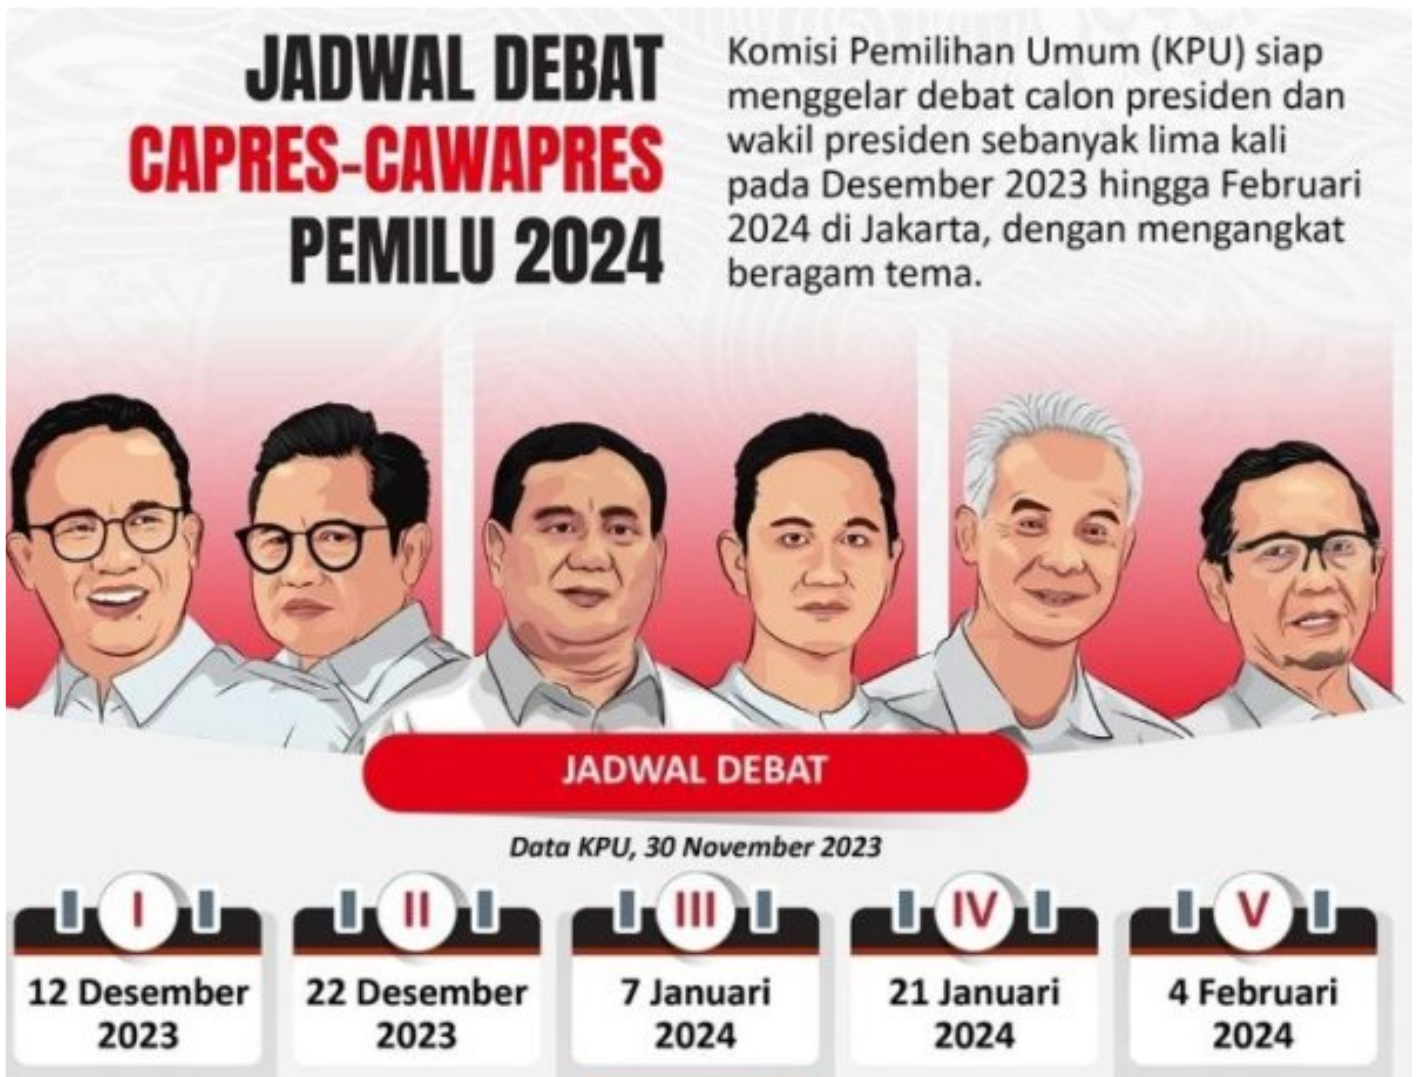 JADWAL DEBAT
CAPRES-CAWAPRES
PEMILU 2024
Komisi Pemilihan Umum (KPU) siap
menggelar debat calon presiden dan
wakil presiden sebanyak lima kali
pada Desember 2023 hingga Februari
2024 di Jakarta, dengan mengangkat
beragam tema.
JADWAL DEBAT
Data KPU, 30 November 2023
I
12 Desember
2023
II
22 Desember
2023
III
7 Januari
2024
IV
21 Januari
2024
V
4 Februari
2024